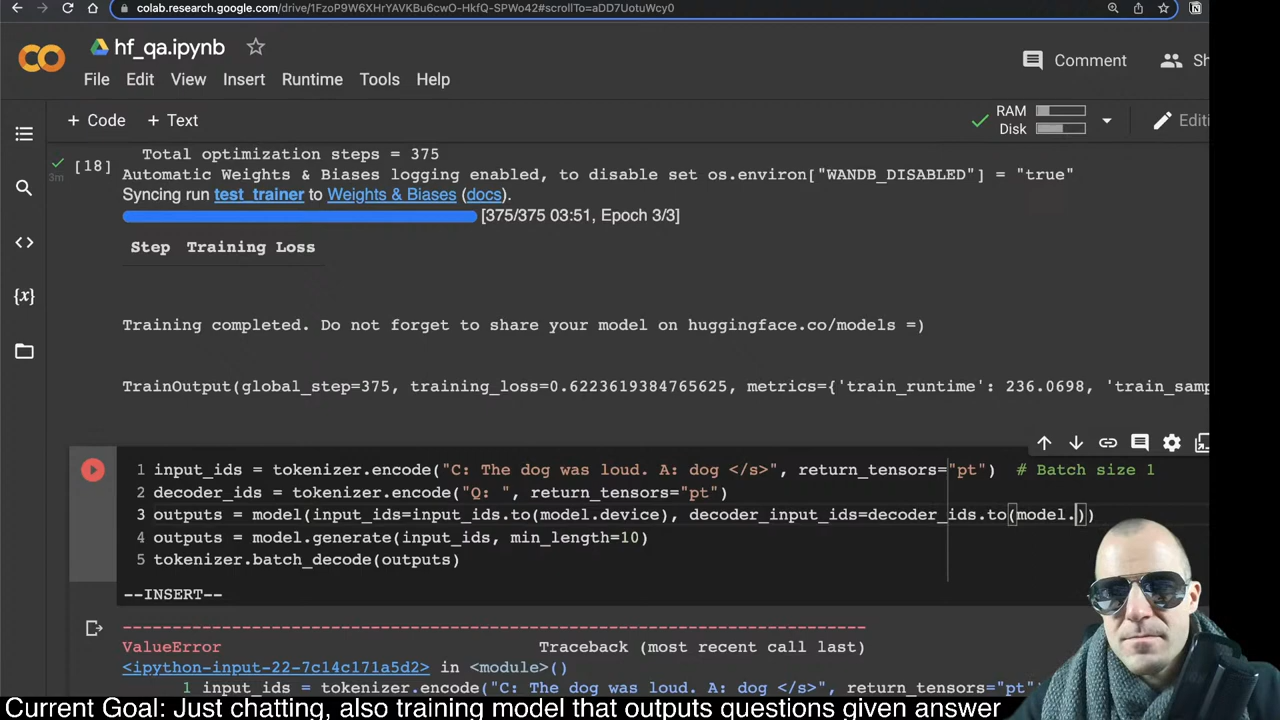 colab.research.google.com/drive/1FzoP9W6XHrYAVKBu6cwO-HkfQ-SPWo42#scrollTo=aDD7UotuWcy0
hf_qa.ipynb
Comment
Sh
File Edit View Insert Runtime Tools Help
+ Code + Text
RAM
Disk
Editi
[18]
3m
Total optimization steps = 375
Automatic Weights & Biases logging enabled, to disable set os.environ["WANDB_DISABLED"] = "true"
Syncing run test_trainer to Weights & Biases (docs).
[375/375 03:51, Epoch 3/3]
Step Training Loss
Training completed. Do not forget to share your model on huggingface.co/models =)
TrainOutput(global_step=375, training_loss=0.6223619384765625, metrics={'train_runtime': 236.0698, 'train_samp
1 input_ids = tokenizer.encode("C: The dog was loud. A: dog </s>", return_tensors="pt") # Batch size 1
2 decoder_ids = tokenizer.encode("Q: ", return_tensors="pt")
3 outputs = model(input_ids=input_ids.to(model.device), decoder_input_ids=decoder_ids.to(model.))
4 outputs = model.generate(input_ids, min_length=10)
5 tokenizer.batch_decode(outputs)
--INSERT--
---------------------------------------------------------------------------
ValueError Traceback (most recent call last)
<ipython-input-22-7c14c171a5d2> in <module>()
1 input_ids = tokenizer.encode("C: The dog was loud. A: dog </s>", return_tensors="pt")
Current Goal: Just chatting, also training model that outputs questions given answer